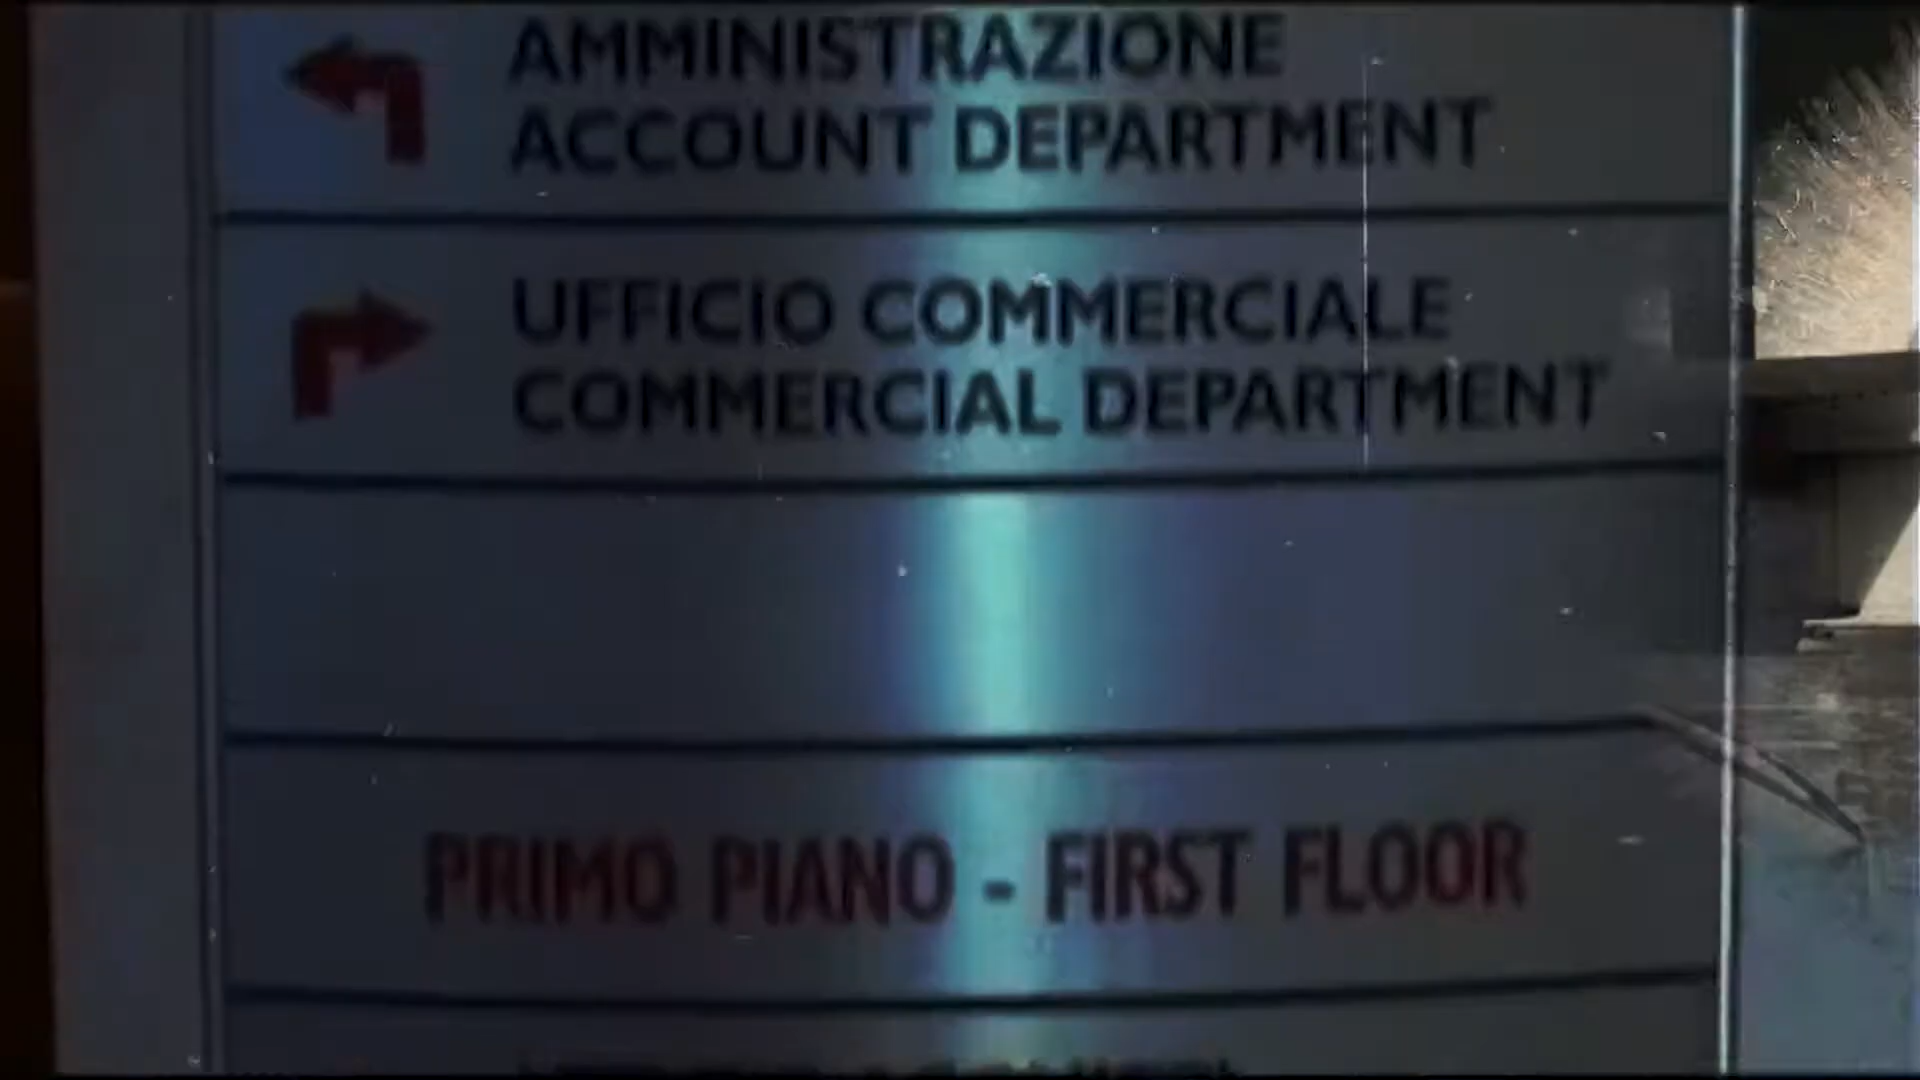 AMMINISTRAZIONE
ACCOUNT DEPARTMENT
UFFICIO COMMERCIALE
COMMERCIAL DEPARTMENT
PRIMO PIANO - FIRST FLOOR